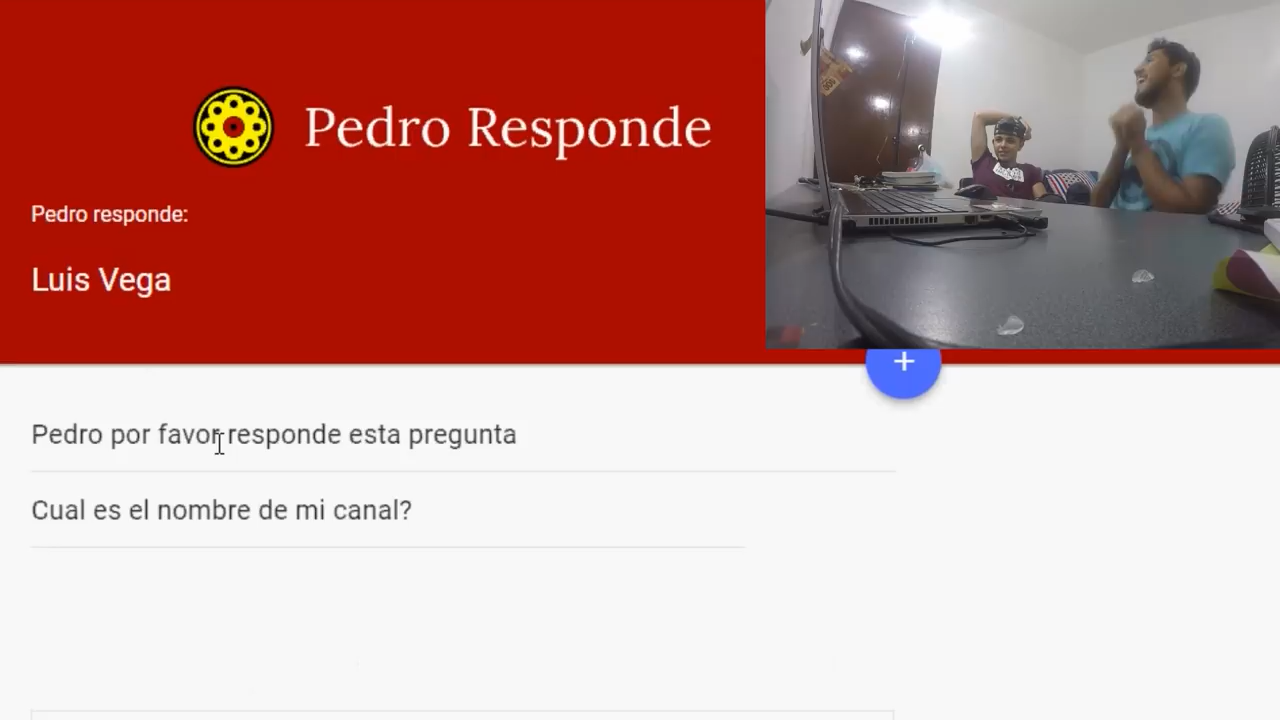 Pedro Responde
Pedro responde:
Luis Vega
+
Pedro por favor responde esta pregunta
Cual es el nombre de mi canal?